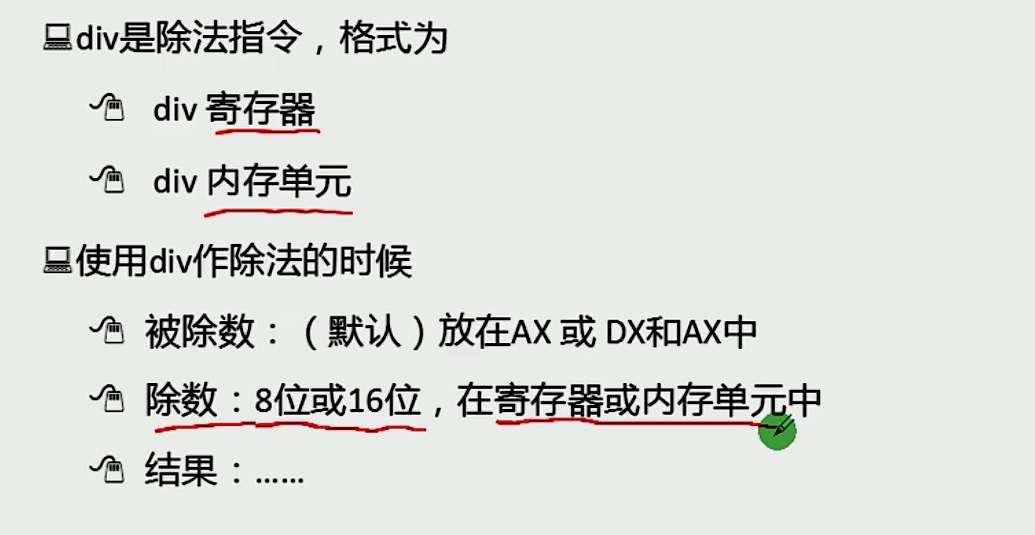 div是除法指令，格式为
div 寄存器
div 内存单元
使用div作除法的时候
被除数：（默认）放在AX 或 DX和AX中
除数：8位或16位，在寄存器或内存单元中
结果：……